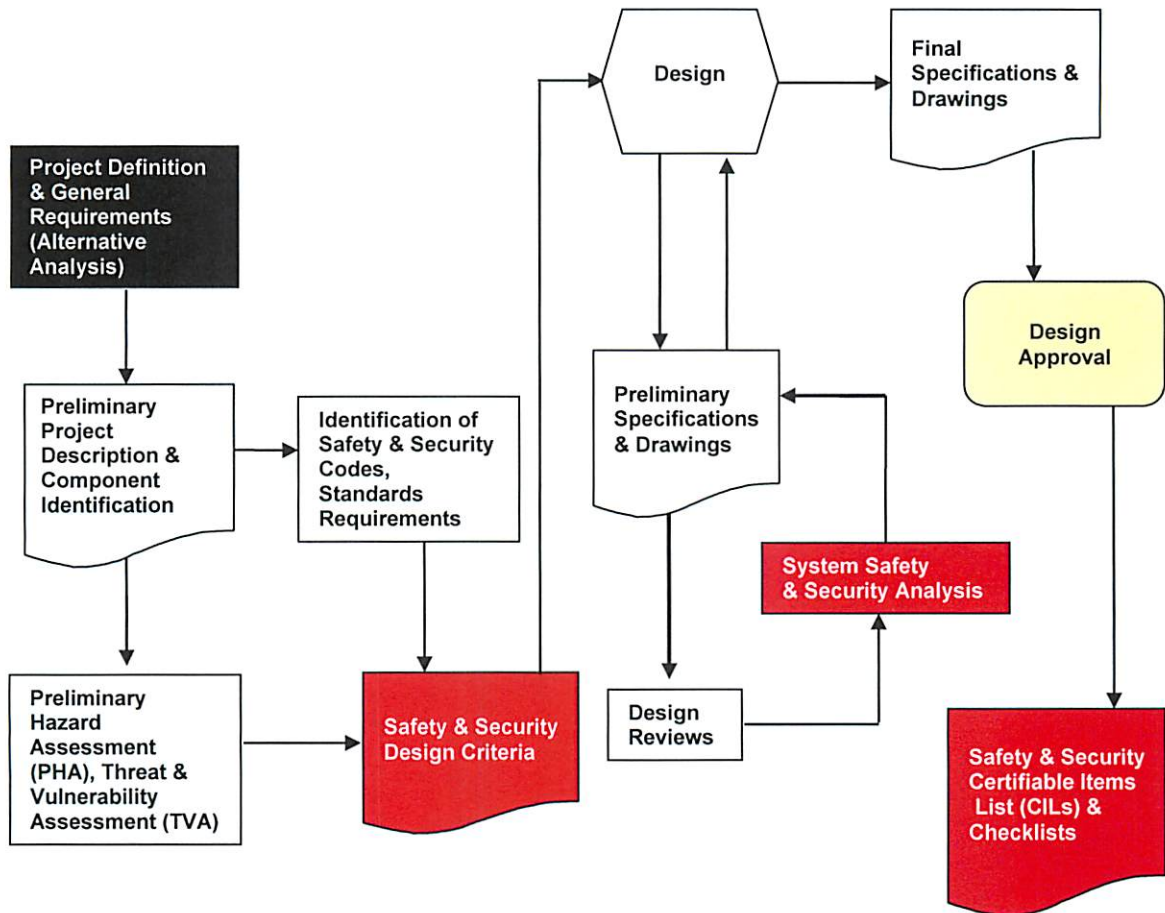 Project Definition
& General
Requirements
(Alternative
Analysis)
Preliminary
Project
Description &
Component
Identification
Identification of
Safety & Security
Codes,
Standards
Requirements
Preliminary
Hazard
Assessment
(PHA), Threat &
Vulnerability
Assessment (TVA)
Safety & Security
Design Criteria
Design
Preliminary
Specifications
& Drawings
Design
Reviews
System Safety
& Security Analysis
Final
Specifications &
Drawings
Design
Approval
Safety & Security
Certifiable Items
List (CILs) &
Checklists